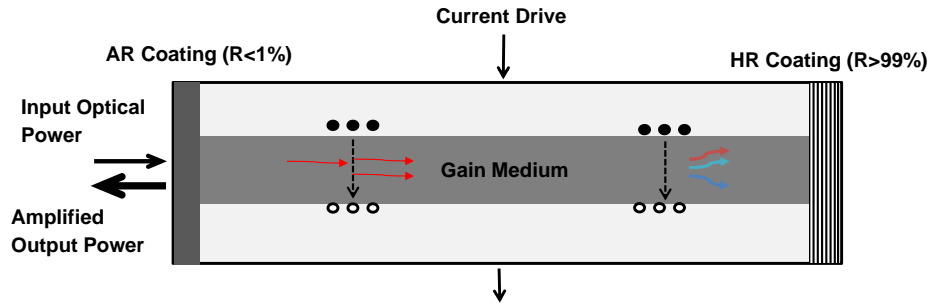 Current Drive
AR Coating (R<1%)
HR Coating (R>99%)
Input Optical
Power
Gain Medium
Amplified
Output Power